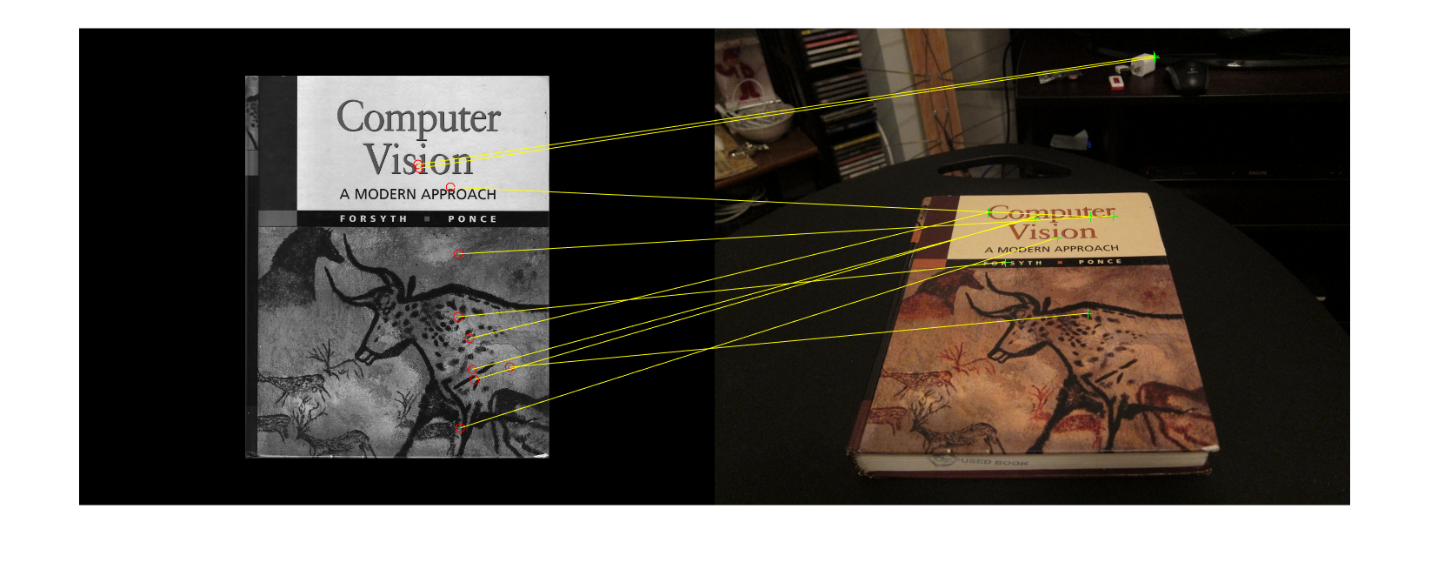 Computer
Vision
A MODERN APPROACH
FORSYTH ■ PONCE
Computer
Vision
A MODERN APPROACH
FORSYTH ■ PONCE
USED BOOK